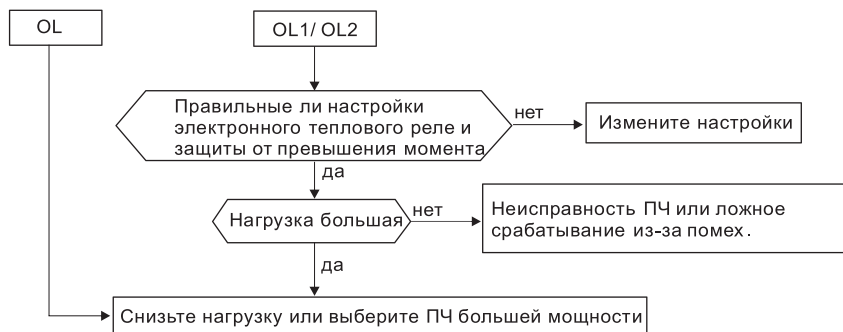 OL
OL1/ OL2
Правильные ли настройки
электронного теплового реле и
защиты от превышения момента
нет
Измените настройки
да
Нагрузка большая
нет
Неисправность ПЧ или ложное
срабатывание из-за помех.
да
Снизьте нагрузку или выберите ПЧ большей мощности